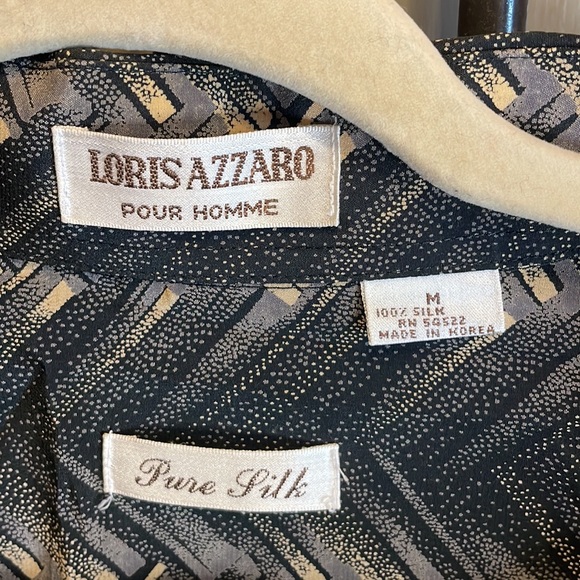 LORIS AZZARO
POUR HOMME
M
100% SILK
RN 54522
MADE IN KOREA
Pure Silk